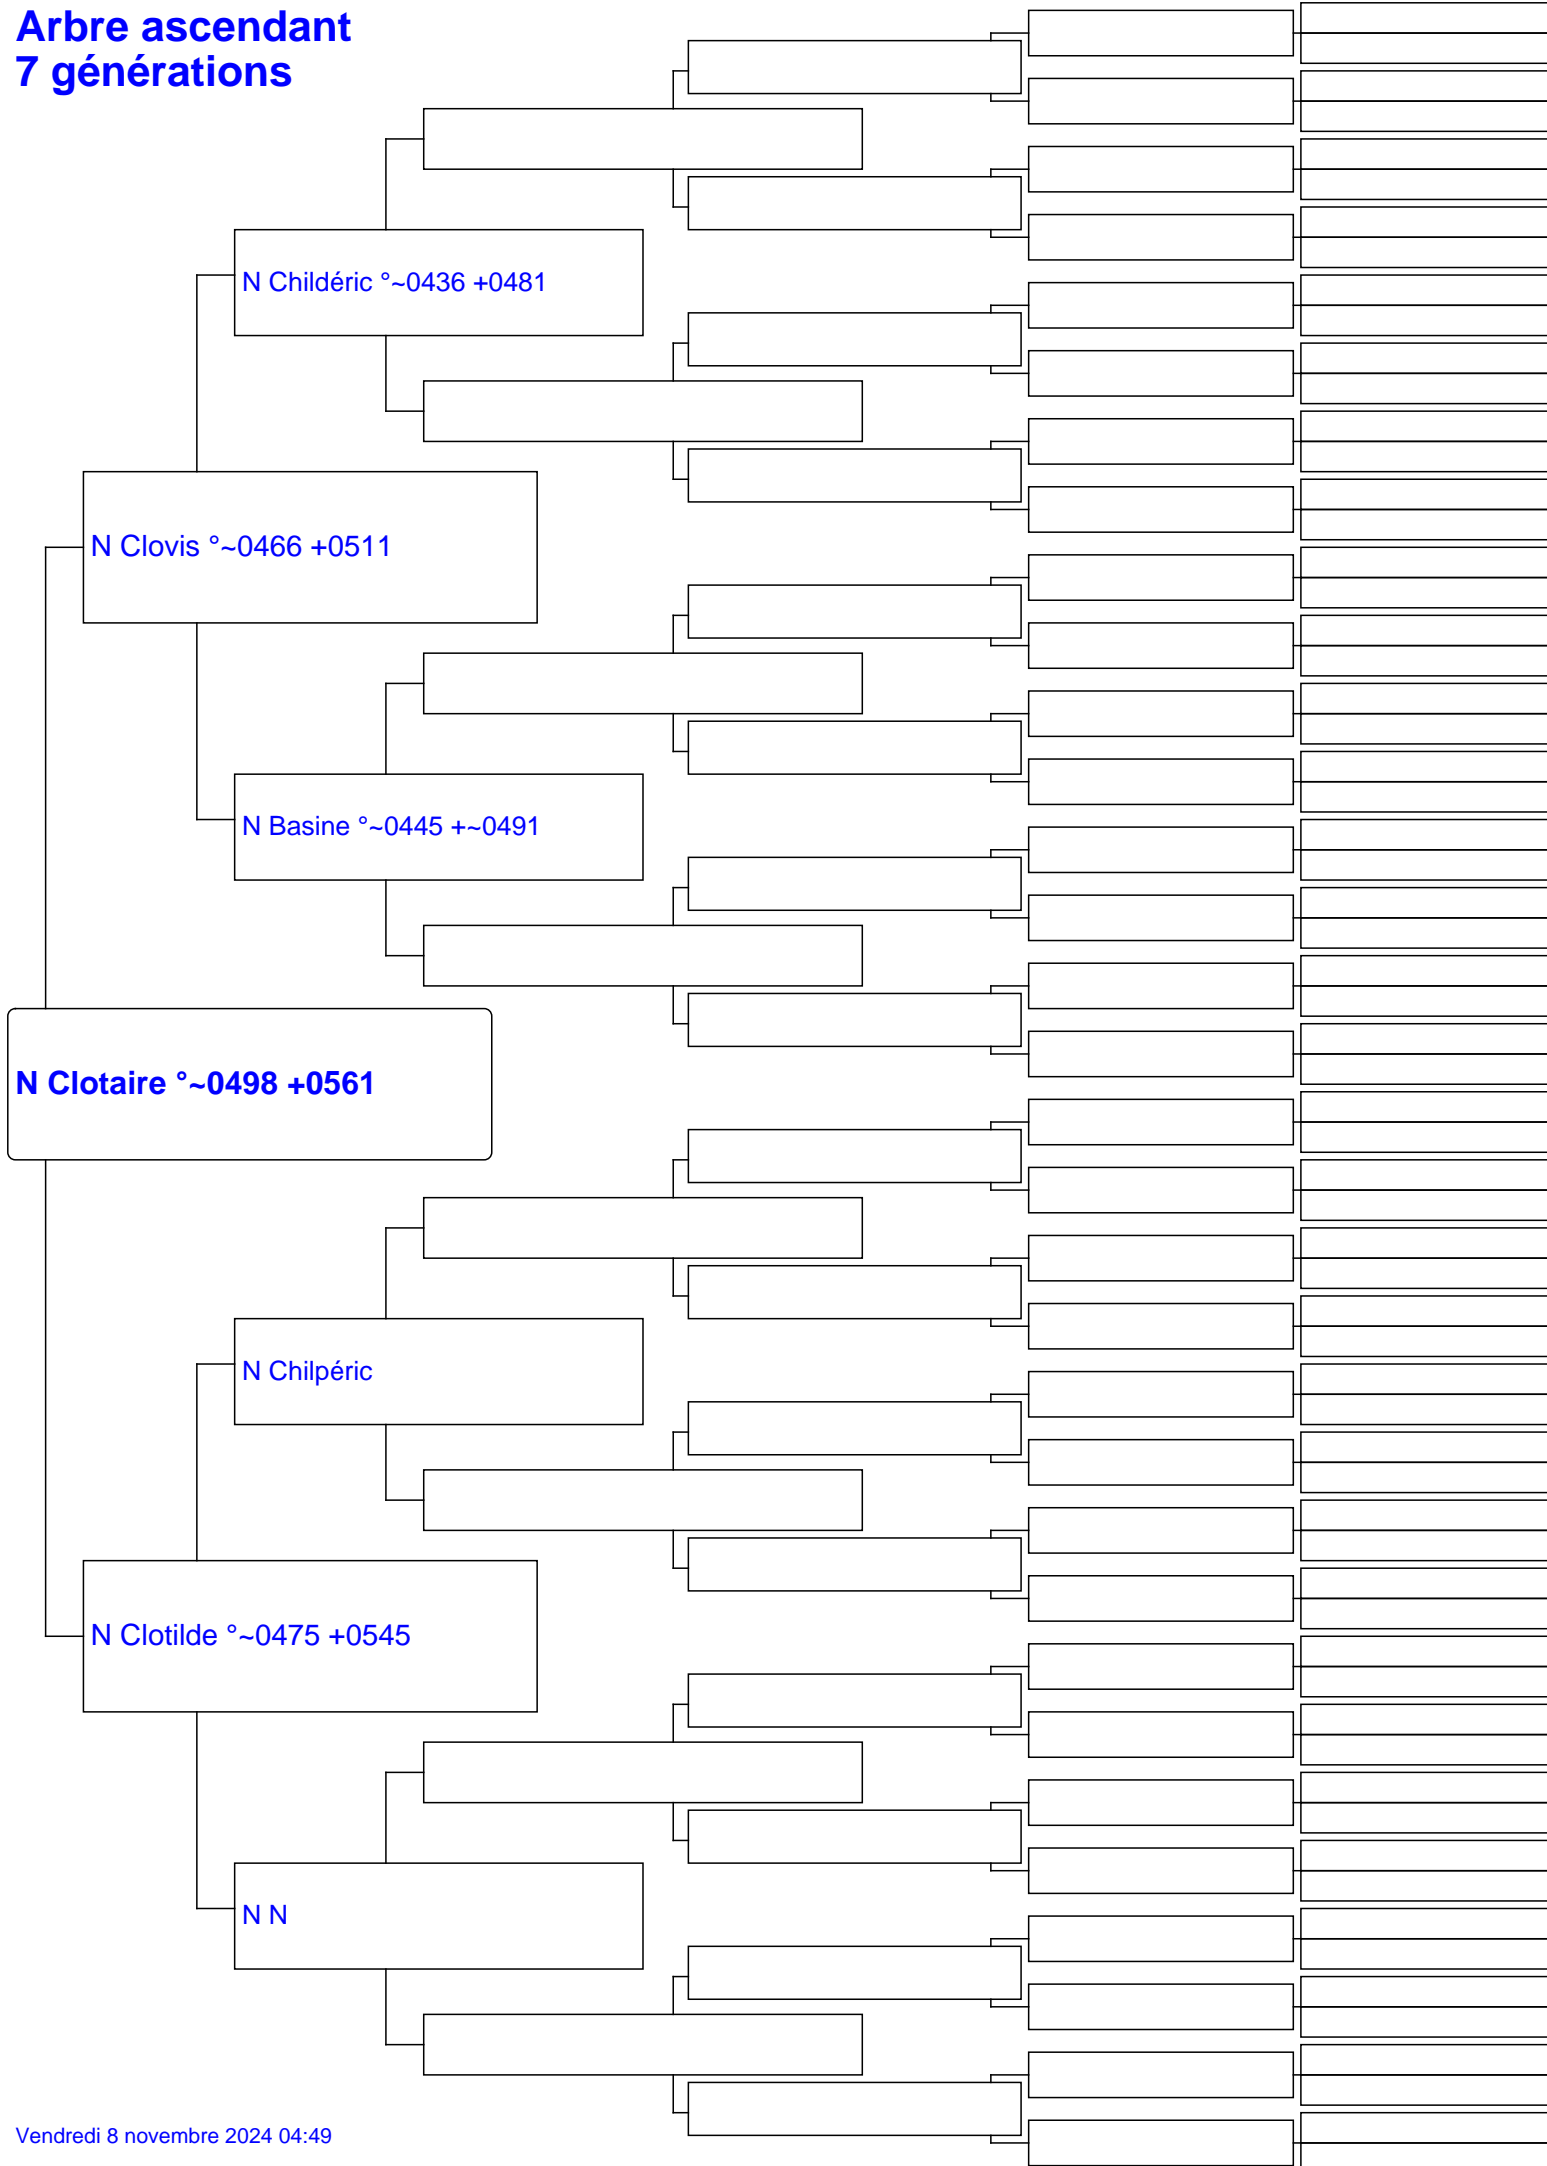 Arbre ascendant
7 générations
N Childéric °~0436 +0481
N Clovis °~0466 +0511
N Basine °~0445 +~0491
N Clotaire °~0498 +0561
N Chilpéric
N Clotilde °~0475 +0545
N N
Vendredi 8 novembre 2024 04:49